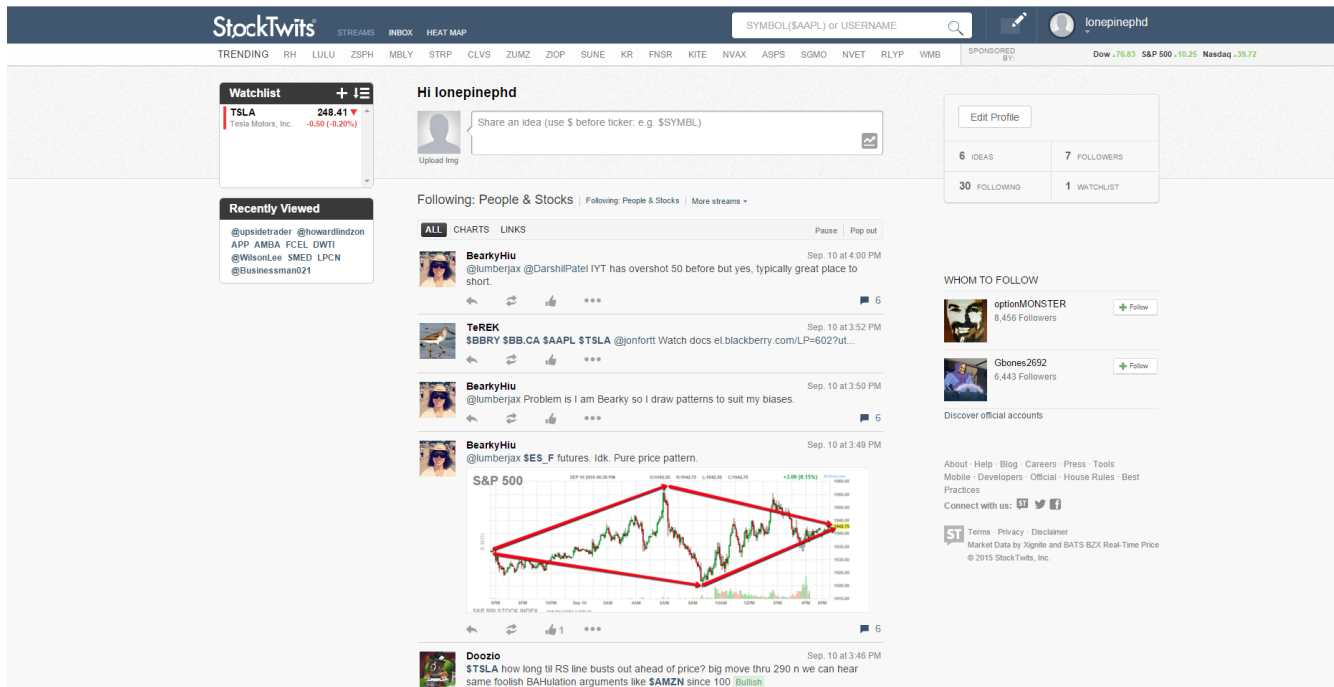 StockTwits
STREAMS INBOX HEAT MAP
SYMBOL($AAPL) or USERNAME
lonepinephd
TRENDING RH LULU ZSPH MBLY STRP CLVS ZUMZ ZIOP SUNE KR FNSR KITE NVAX ASPS SGMO NVET RLYP WMB
SPONSORED BY:
Dow 76.83 S&P 500 10.25 Nasdaq 39.72
Watchlist
TSLA 248.41
Tesla Motors, Inc. -0.50 (-0.20%)
Recently Viewed
@upsidetrader @howardlindzon
APP AMBA FCEL DWTI
@WilsonLee SMED LPCN
@Businessman021
Hi lonepinephd
Share an idea (use $ before ticker: e.g. $SYMBL)
Upload Img
Following: People & Stocks | Following: People & Stocks | More streams
ALL CHARTS LINKS
Pause | Pop out
BearkyHiu Sep. 10 at 4:00 PM
@lumberjax @DarshilPatel IYT has overshot 50 before but yes, typically great place to
short.
6
TeREK Sep. 10 at 3:52 PM
$BBRY $BB.CA $AAPL $TSLA @jonfortt Watch docs el.blackberry.com/LP=602?ut...
BearkyHiu Sep. 10 at 3:50 PM
@lumberjax Problem is I am Bearky so I draw patterns to suit my biases.
6
BearkyHiu Sep. 10 at 3:49 PM
@lumberjax $ES_F futures. Idk. Pure price pattern.
S&P 500
+3.00 (0.15%)
S&P 500 STOCK INDEX
1
6
Doozio Sep. 10 at 3:46 PM
$TSLA how long til RS line busts out ahead of price? big move thru 290 n we can hear
same foolish BAHulation arguments like $AMZN since 100 Bullish
Edit Profile
6 IDEAS 7 FOLLOWERS
30 FOLLOWING 1 WATCHLIST
WHOM TO FOLLOW
optionMONSTER
8,456 Followers
+ Follow
Gbones2692
6,443 Followers
+ Follow
Discover official accounts
About · Help · Blog · Careers · Press · Tools
Mobile · Developers · Official · House Rules · Best
Practices
Connect with us: ST
ST
Terms · Privacy · Disclaimer
Market Data by Xignite and BATS BZX Real-Time Price
© 2015 StockTwits, Inc.